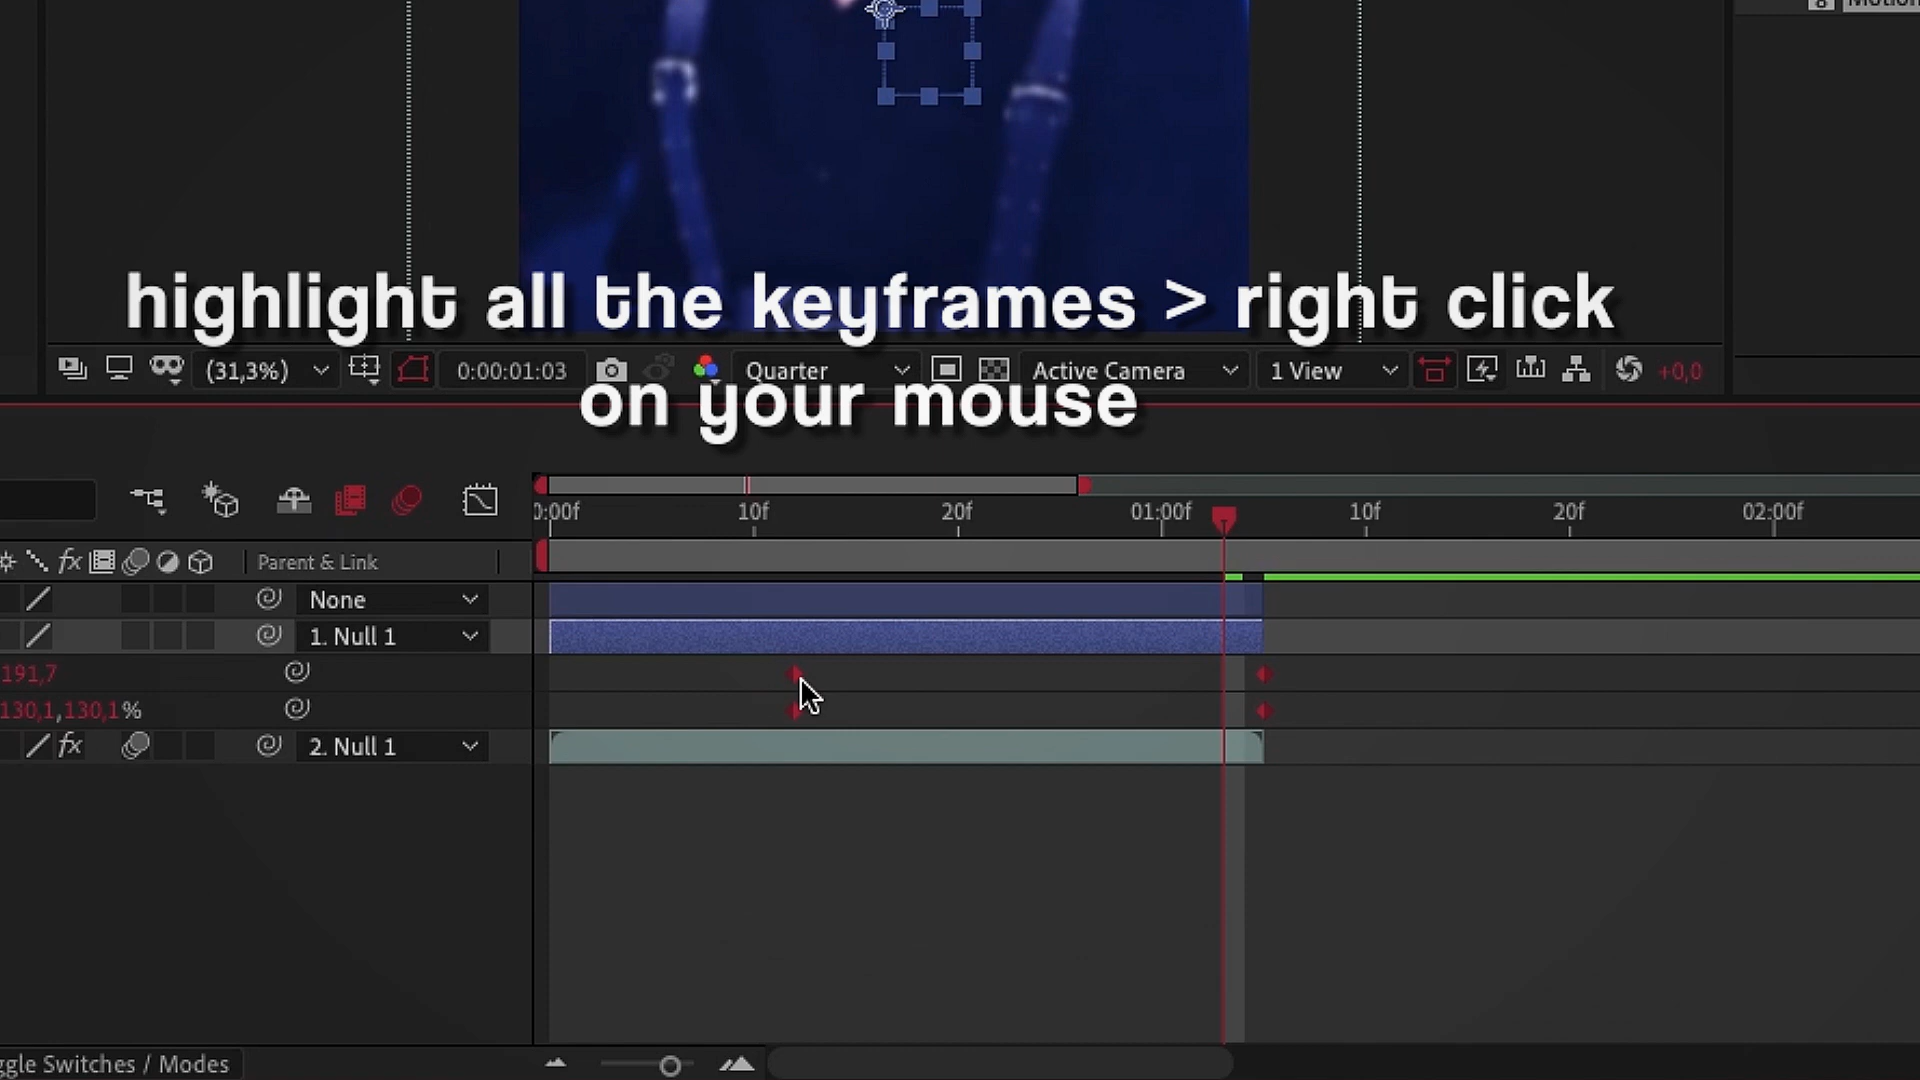 highlight all the keyframes > right click
(31,3%) 0:00:01:03 Quarter Active Camera 1 View +0,0
on your mouse
0:00f 10f 20f 01:00f 10f 20f 02:00f
fx Parent & Link
None
1. Null 1
191,7
130,1,130,1%
fx 2. Null 1
ggle Switches / Modes